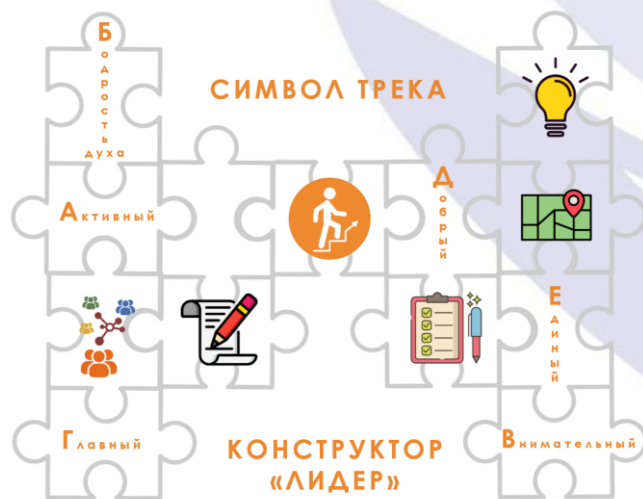 Бодрость
духа
СИМВОЛ ТРЕКА
Активный
Добрый
Единый
Главный
КОНСТРУКТОР
«ЛИДЕР»
Внимательный